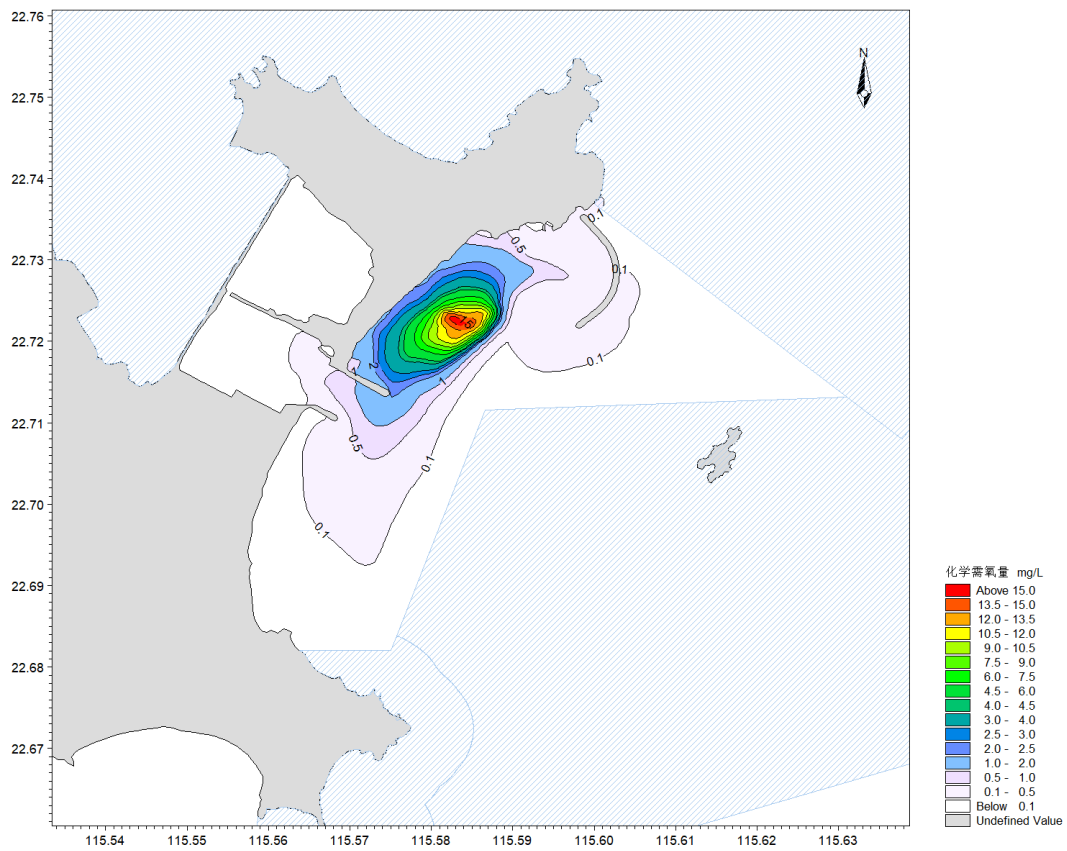 22.76
22.75
22.74
22.73
22.72
22.71
22.70
22.69
22.68
22.67
N
0.1
0.5
0.1
15
2
1
1
0.1
0.5
0.1
0.1
115.54
115.55
115.56
115.57
115.58
115.59
115.60
115.61
115.62
115.63
化学需氧量 mg/L
Above 15.0
13.5 - 15.0
12.0 - 13.5
10.5 - 12.0
9.0 - 10.5
7.5 - 9.0
6.0 - 7.5
4.5 - 6.0
4.0 - 4.5
3.0 - 4.0
2.5 - 3.0
2.0 - 2.5
1.0 - 2.0
0.5 - 1.0
0.1 - 0.5
Below 0.1
Undefined Value